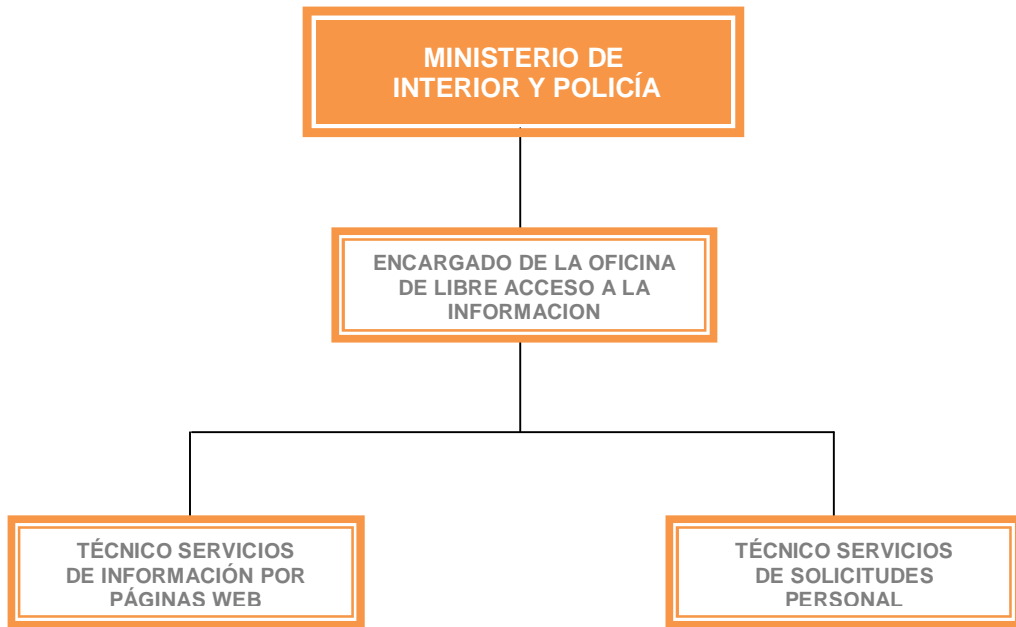 MINISTERIO DE
INTERIOR Y POLICÍA
ENCARGADO DE LA OFICINA
DE LIBRE ACCESO A LA
INFORMACION
TÉCNICO SERVICIOS
DE INFORMACIÓN POR
PÁGINAS WEB
TÉCNICO SERVICIOS
DE SOLICITUDES
PERSONAL